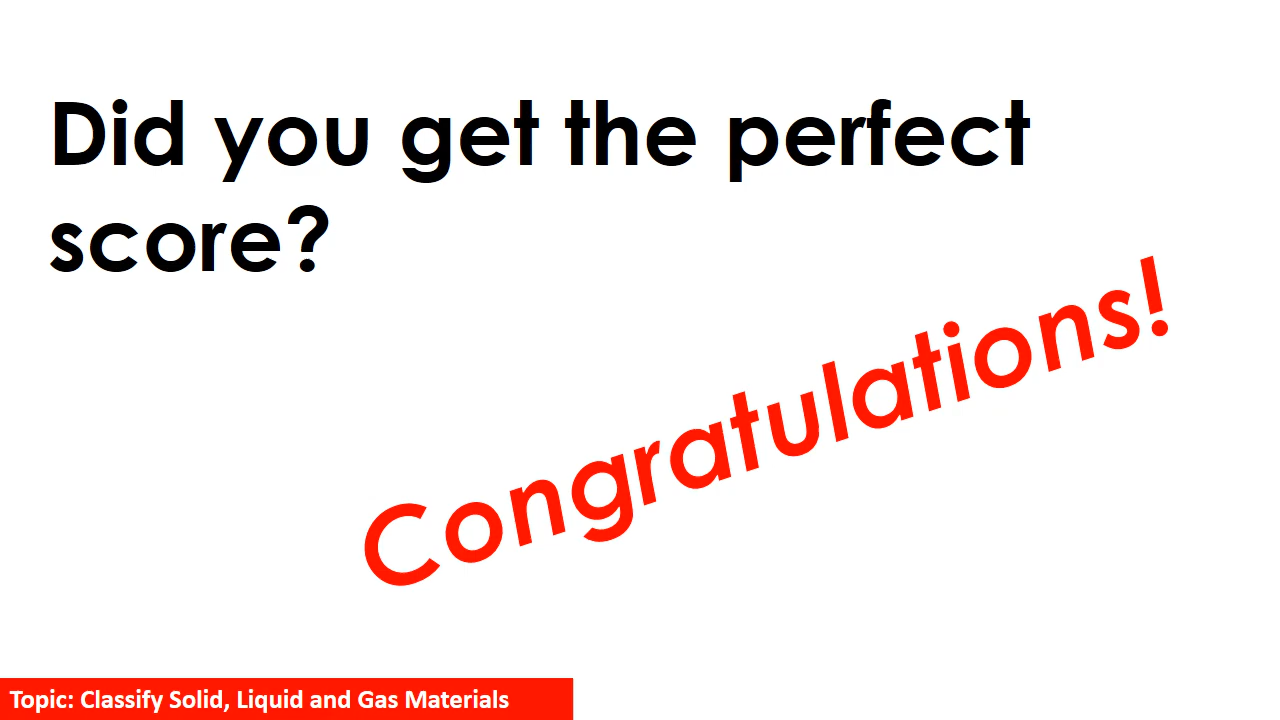 Did you get the perfect
score?
Congratulations!
Topic: Classify Solid, Liquid and Gas Materials